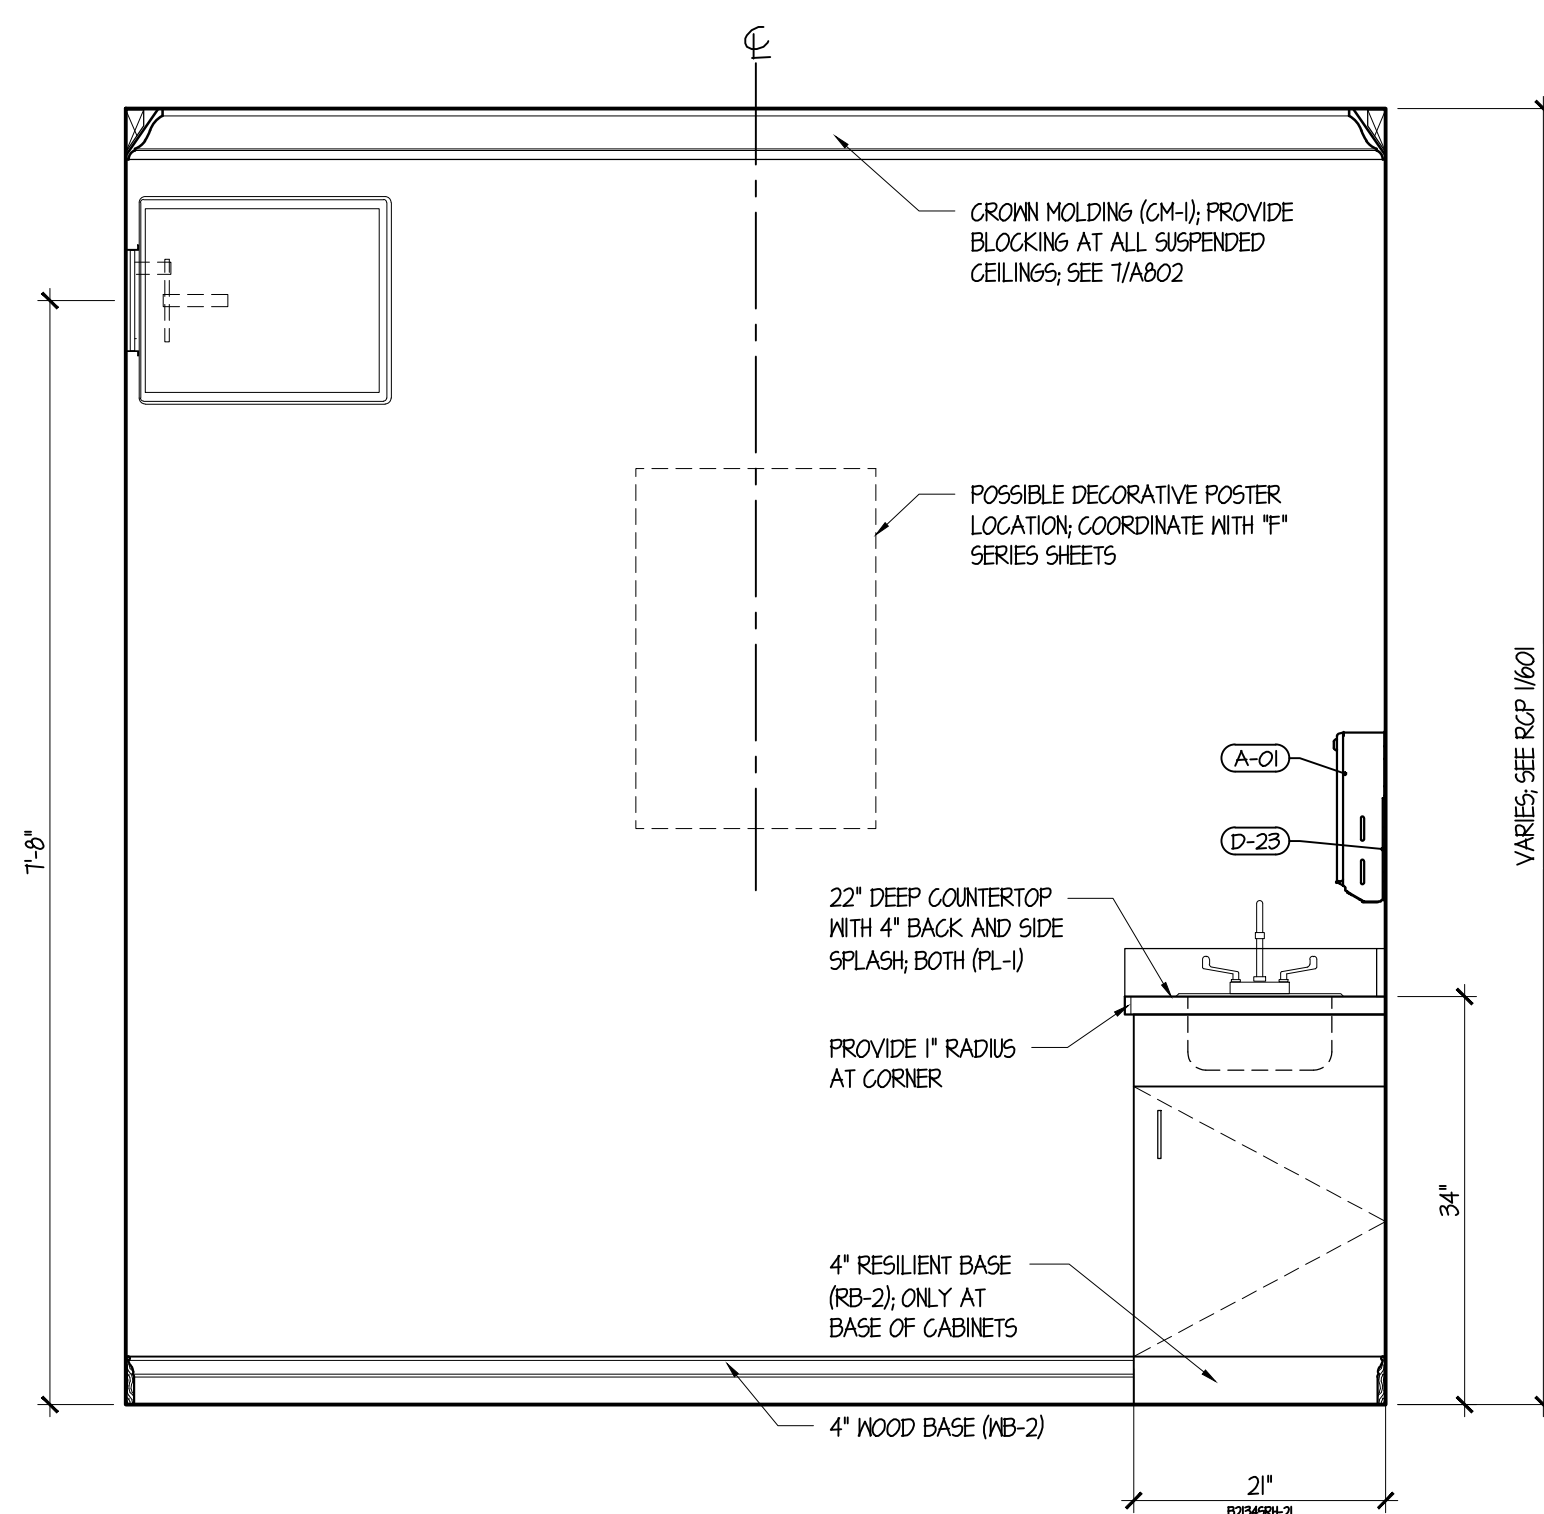 CL
CROWN MOLDING (CM-1); PROVIDE
BLOCKING AT ALL SUSPENDED
CEILINGS; SEE 7/A802
POSSIBLE DECORATIVE POSTER
LOCATION; COORDINATE WITH "F"
SERIES SHEETS
VARIES; SEE RCP 1/601
A-01
D-23
7'-8"
22" DEEP COUNTERTOP
WITH 4" BACK AND SIDE
SPLASH; BOTH (PL-1)
PROVIDE 1" RADIUS
AT CORNER
34"
4" RESILIENT BASE
(RB-2); ONLY AT
BASE OF CABINETS
4" WOOD BASE (WB-2)
21"